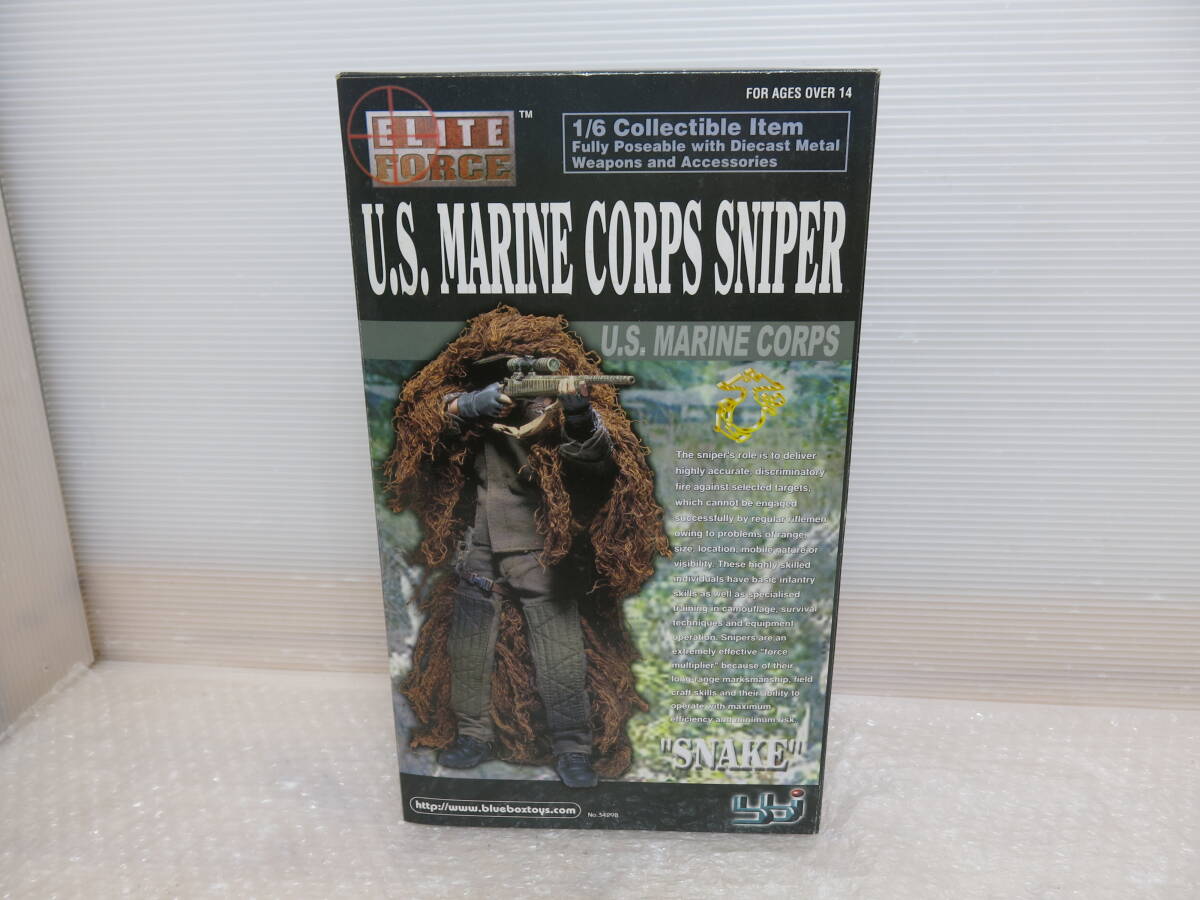 FOR AGES OVER 14
ELITE
FORCE
™
1/6 Collectible Item
Fully Poseable with Diecast Metal
Weapons and Accessories
U.S. MARINE CORPS SNIPER
U.S. MARINE CORPS
The sniper's role is to deliver
highly accurate, discriminatory
fire against selected targets,
which cannot be engaged
successfully by regular riflemen
owing to problems of range,
size, location, mobile nature or
visibility. These highly skilled
individuals have basic infantry
skills as well as specialised
training in camouflage, survival
techniques and equipment
operation. Snipers are an
extremely effective "force
multiplier" because of their
long range marksmanship, field
craft skills and their ability to
operate with maximum
efficiency and minimum risk.
"SNAKE"
http://www.blueboxtoys.com
No.34298
bbi